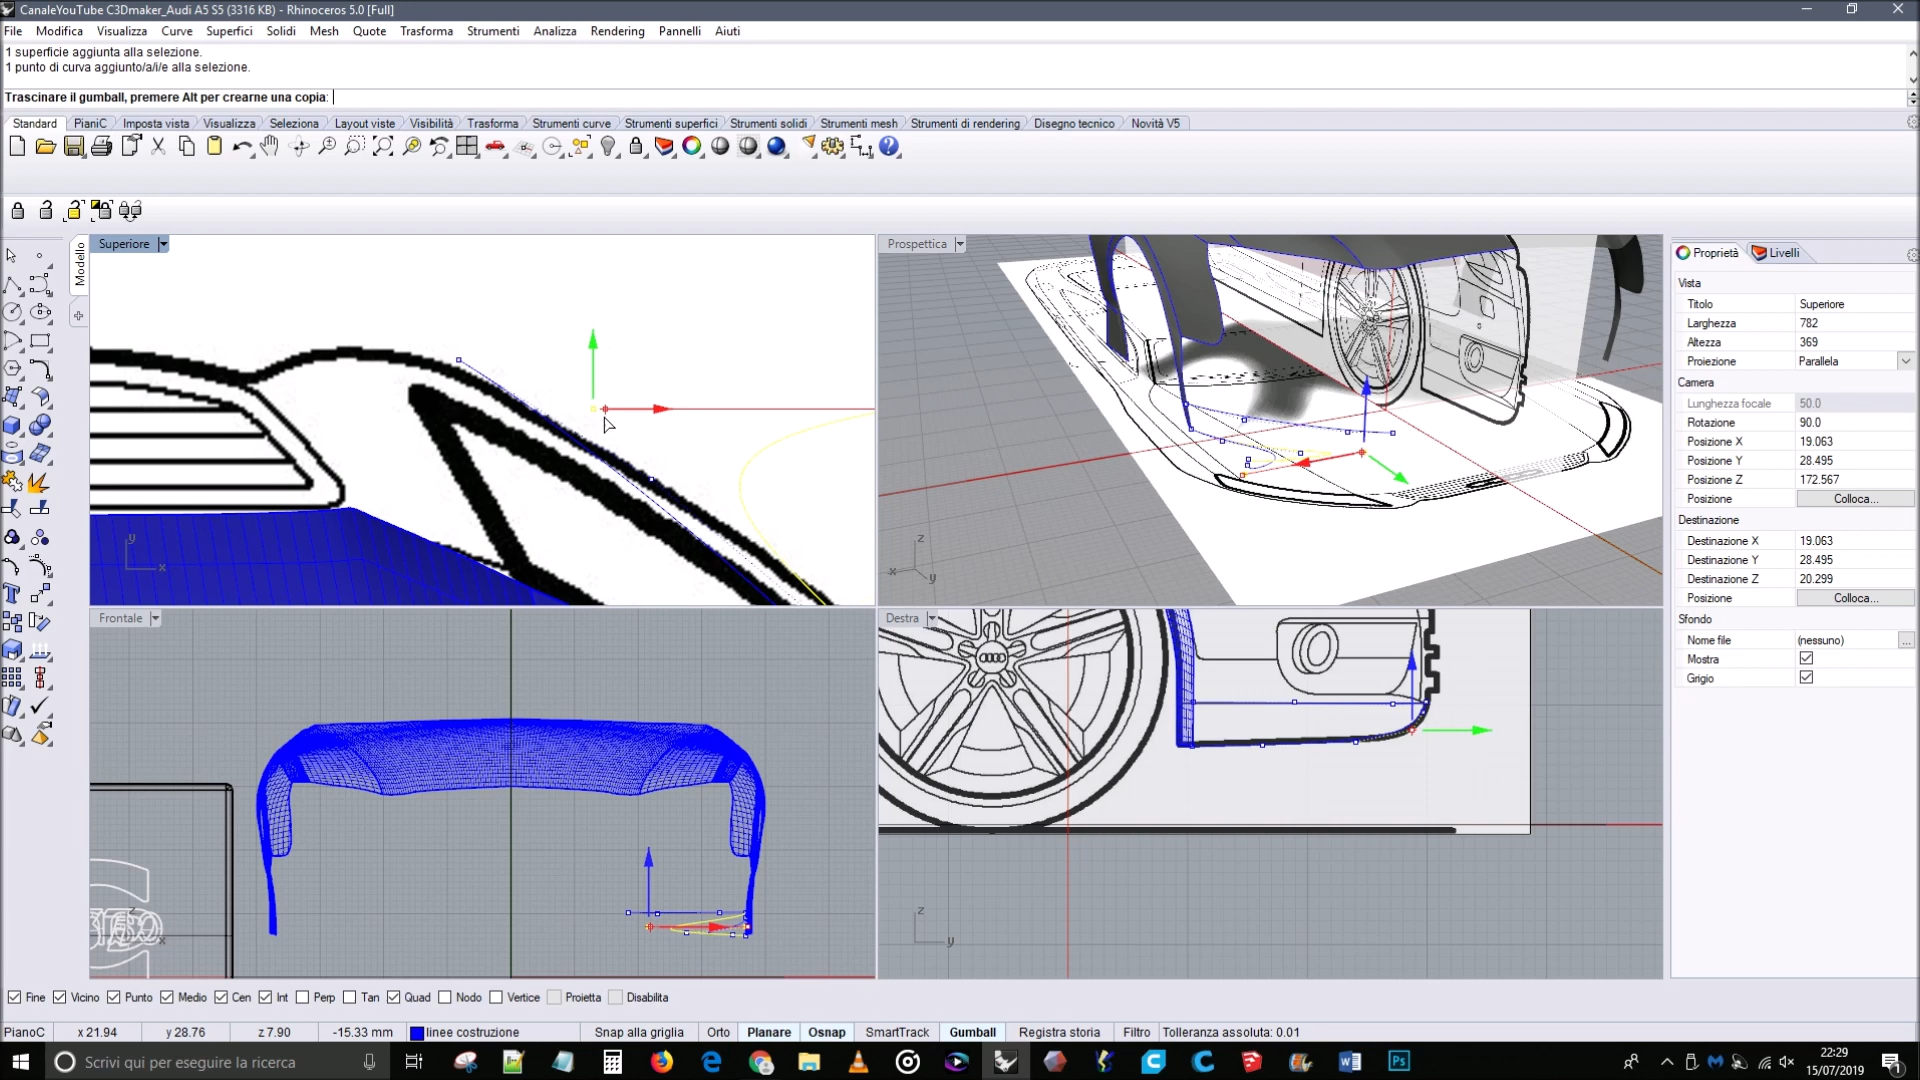 CanaleYouTube C3Dmaker_Audi A5 S5 (3316 KB) - Rhinoceros 5.0 [Full]
File Modifica Visualizza Curve Superfici Solidi Mesh Quote Trasforma Strumenti Analizza Rendering Pannelli Aiuti
1 superficie aggiunta alla selezione.
1 punto di curva aggiunto/a/i/e alla selezione.
Trascinare il gumball, premere Alt per crearne una copia:
Standard PianiC Imposta vista Visualizza Seleziona Layout viste Visibilità Trasforma Strumenti curve Strumenti superfici Strumenti solidi Strumenti mesh Strumenti di rendering Disegno tecnico Novità V5
Modello
Superiore
Prospettica
Proprietà Livelli
Vista
Titolo Superiore
Larghezza 782
Altezza 369
Proiezione Parallela
Camera
Lunghezza focale 50.0
Rotazione 90.0
Posizione X 19.063
Posizione Y 28.495
Posizione Z 172.567
Posizione Colloca...
Destinazione
Destinazione X 19.063
Destinazione Y 28.495
Destinazione Z 20.299
Posizione Colloca...
Sfondo
Nome file (nessuno) ...
Mostra
Grigio
y
x
z
x
y
Frontale
Destra
z
x
z
y
Fine Vicino Punto Medio Cen Int Perp Tan Quad Nodo Vertice Proietta Disabilita
PianoC x 21.94 y 28.76 z 7.90 -15.33 mm linee costruzione Snap alla griglia Orto Planare Osnap SmartTrack Gumball Registra storia Filtro Tolleranza assoluta: 0.01
Scrivi qui per eseguire la ricerca
22:29
15/07/2019
1